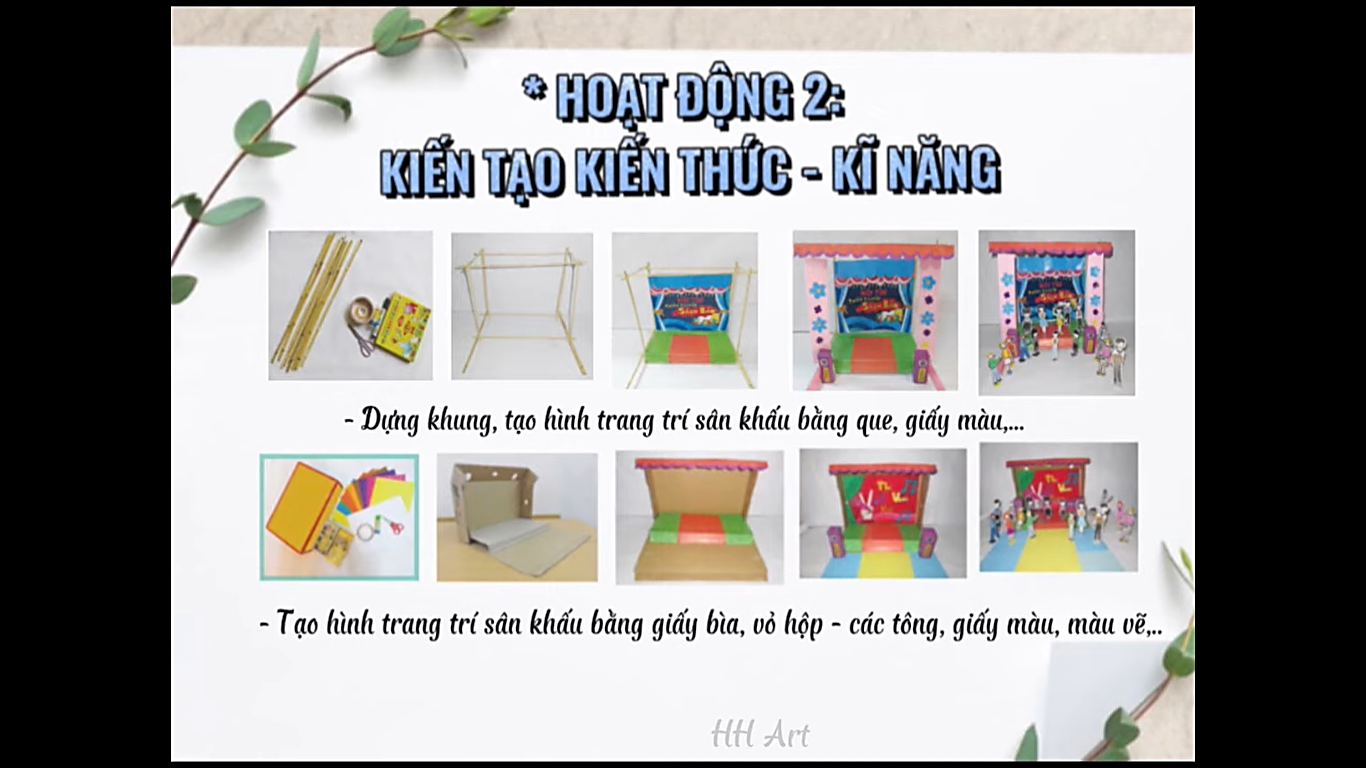 * HOẠT ĐỘNG 2:
KIẾN TẠO KIẾN THỨC - KĨ NĂNG
- Dựng khung, tạo hình trang trí sân khấu bằng que, giấy màu,...
- Tạo hình trang trí sân khấu bằng giấy bìa, vỏ hộp - các tông, giấy màu, màu vẽ,..
HH Art